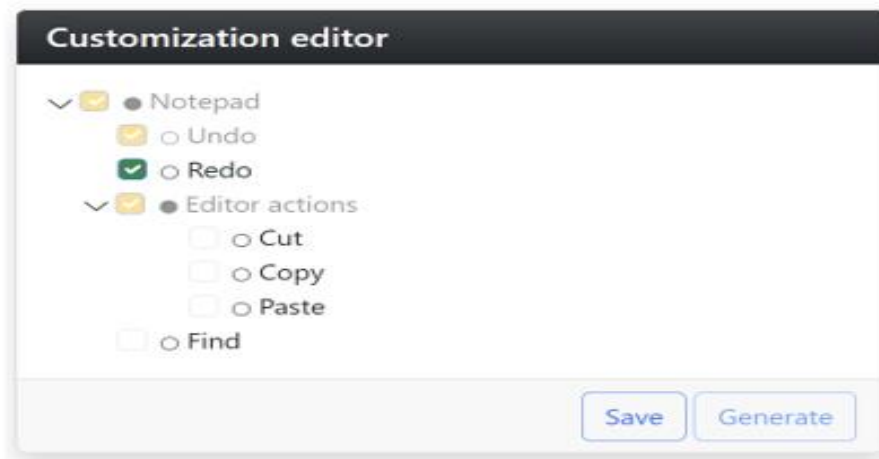 Customization editor
Notepad
Undo
Redo
Editor actions
Cut
Copy
Paste
Find
Save Generate